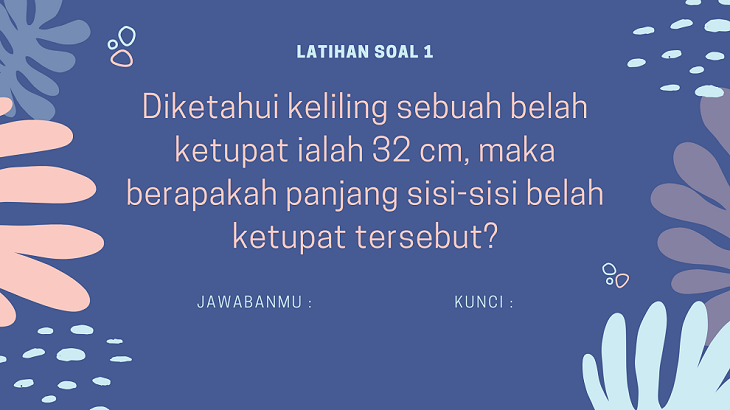 LATIHAN SOAL 1
Diketahui keliling sebuah belah
ketupat ialah 32 cm, maka
berapakah panjang sisi-sisi belah
ketupat tersebut?
JAWABANMU :
KUNCI :